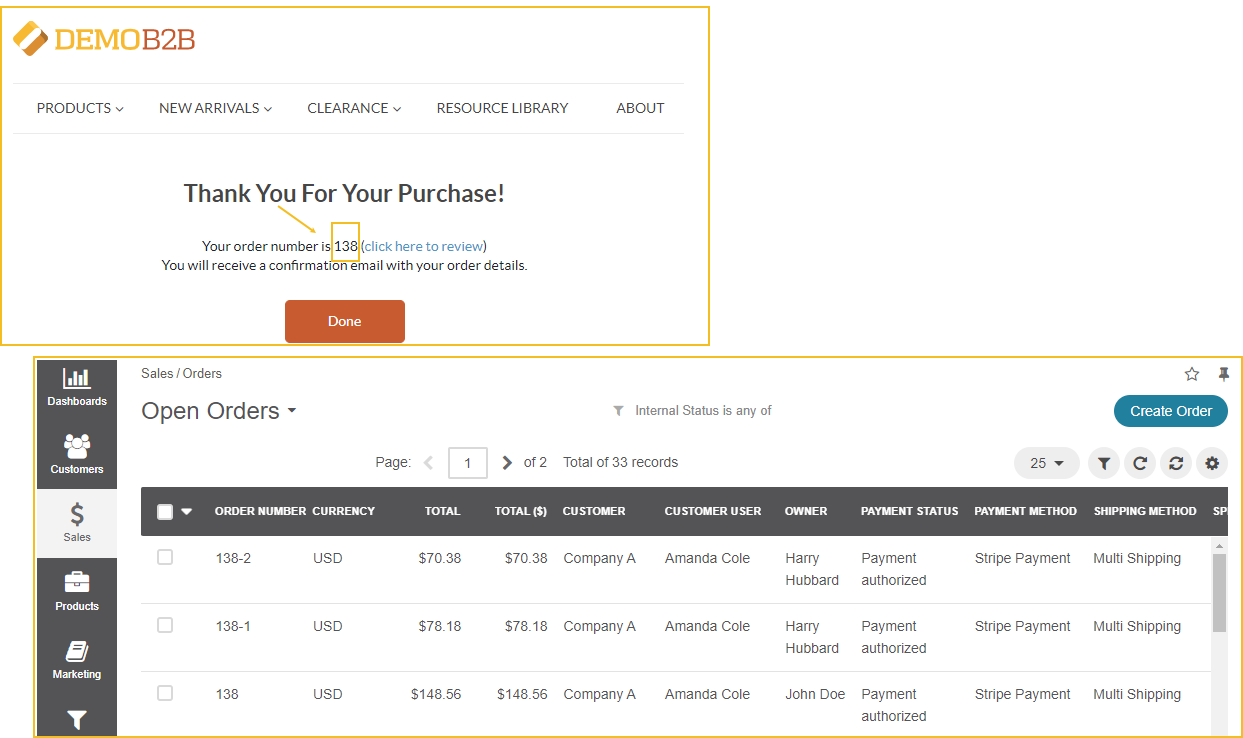 DEMOB2B
PRODUCTS NEW ARRIVALS CLEARANCE RESOURCE LIBRARY ABOUT
Thank You For Your Purchase!
Your order number is 138 (click here to review)
You will receive a confirmation email with your order details.
Done
Dashboards
Customers
Sales
Products
Marketing
Sales / Orders
Open Orders Internal Status is any of Create Order
Page: 1 of 2 Total of 33 records 25
ORDER NUMBER CURRENCY TOTAL TOTAL ($) CUSTOMER CUSTOMER USER OWNER PAYMENT STATUS PAYMENT METHOD SHIPPING METHOD
138-2 USD $70.38 $70.38 Company A Amanda Cole Harry Payment Stripe Payment Multi Shipping
Hubbard authorized
138-1 USD $78.18 $78.18 Company A Amanda Cole Harry Payment Stripe Payment Multi Shipping
Hubbard authorized
138 USD $148.56 $148.56 Company A Amanda Cole John Doe Payment Stripe Payment Multi Shipping
authorized